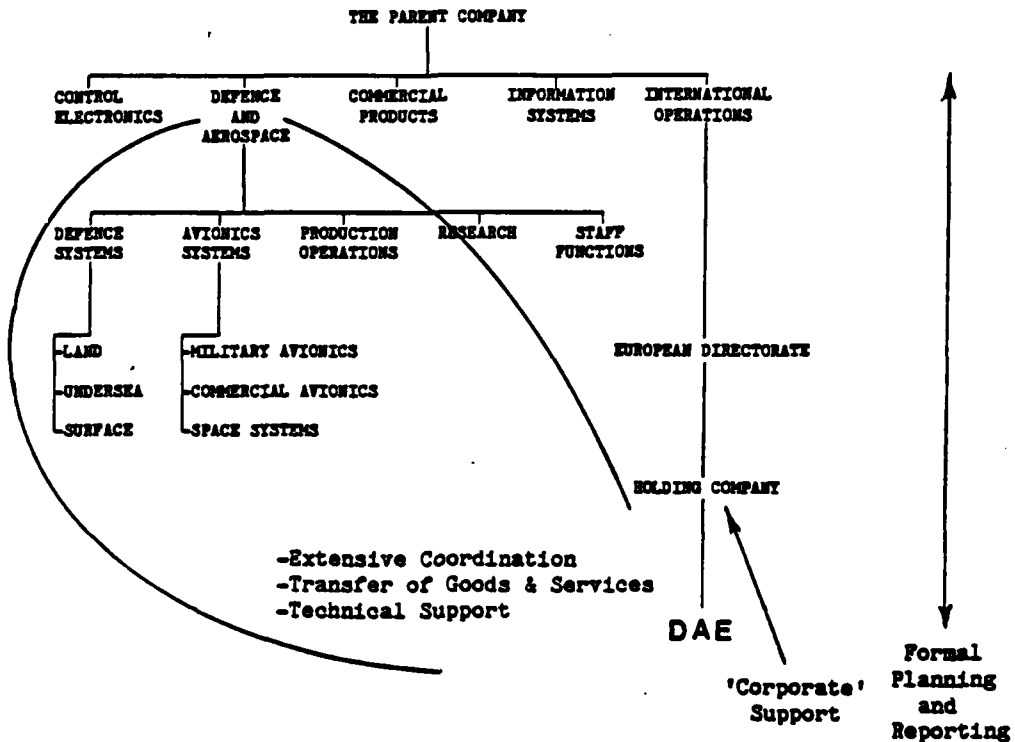 THE PARENT COMPANY
CONTROL
ELECTRONICS
DEFENCE
AND
AEROSPACE
COMMERCIAL
PRODUCTS
INFORMATION
SYSTEMS
INTERNATIONAL
OPERATIONS
DEFENCE
SYSTEMS
AVIONICS
SYSTEMS
PRODUCTION
OPERATIONS
RESEARCH
STAFF
FUNCTIONS
-LAND
-UNDERSEA
-SURFACE
-MILITARY AVIONICS
-COMMERCIAL AVIONICS
-SPACE SYSTEMS
EUROPEAN DIRECTORATE
HOLDING COMPANY
-Extensive Coordination
-Transfer of Goods & Services
-Technical Support
DAE
'Corporate'
Support
Formal
Planning
and
Reporting